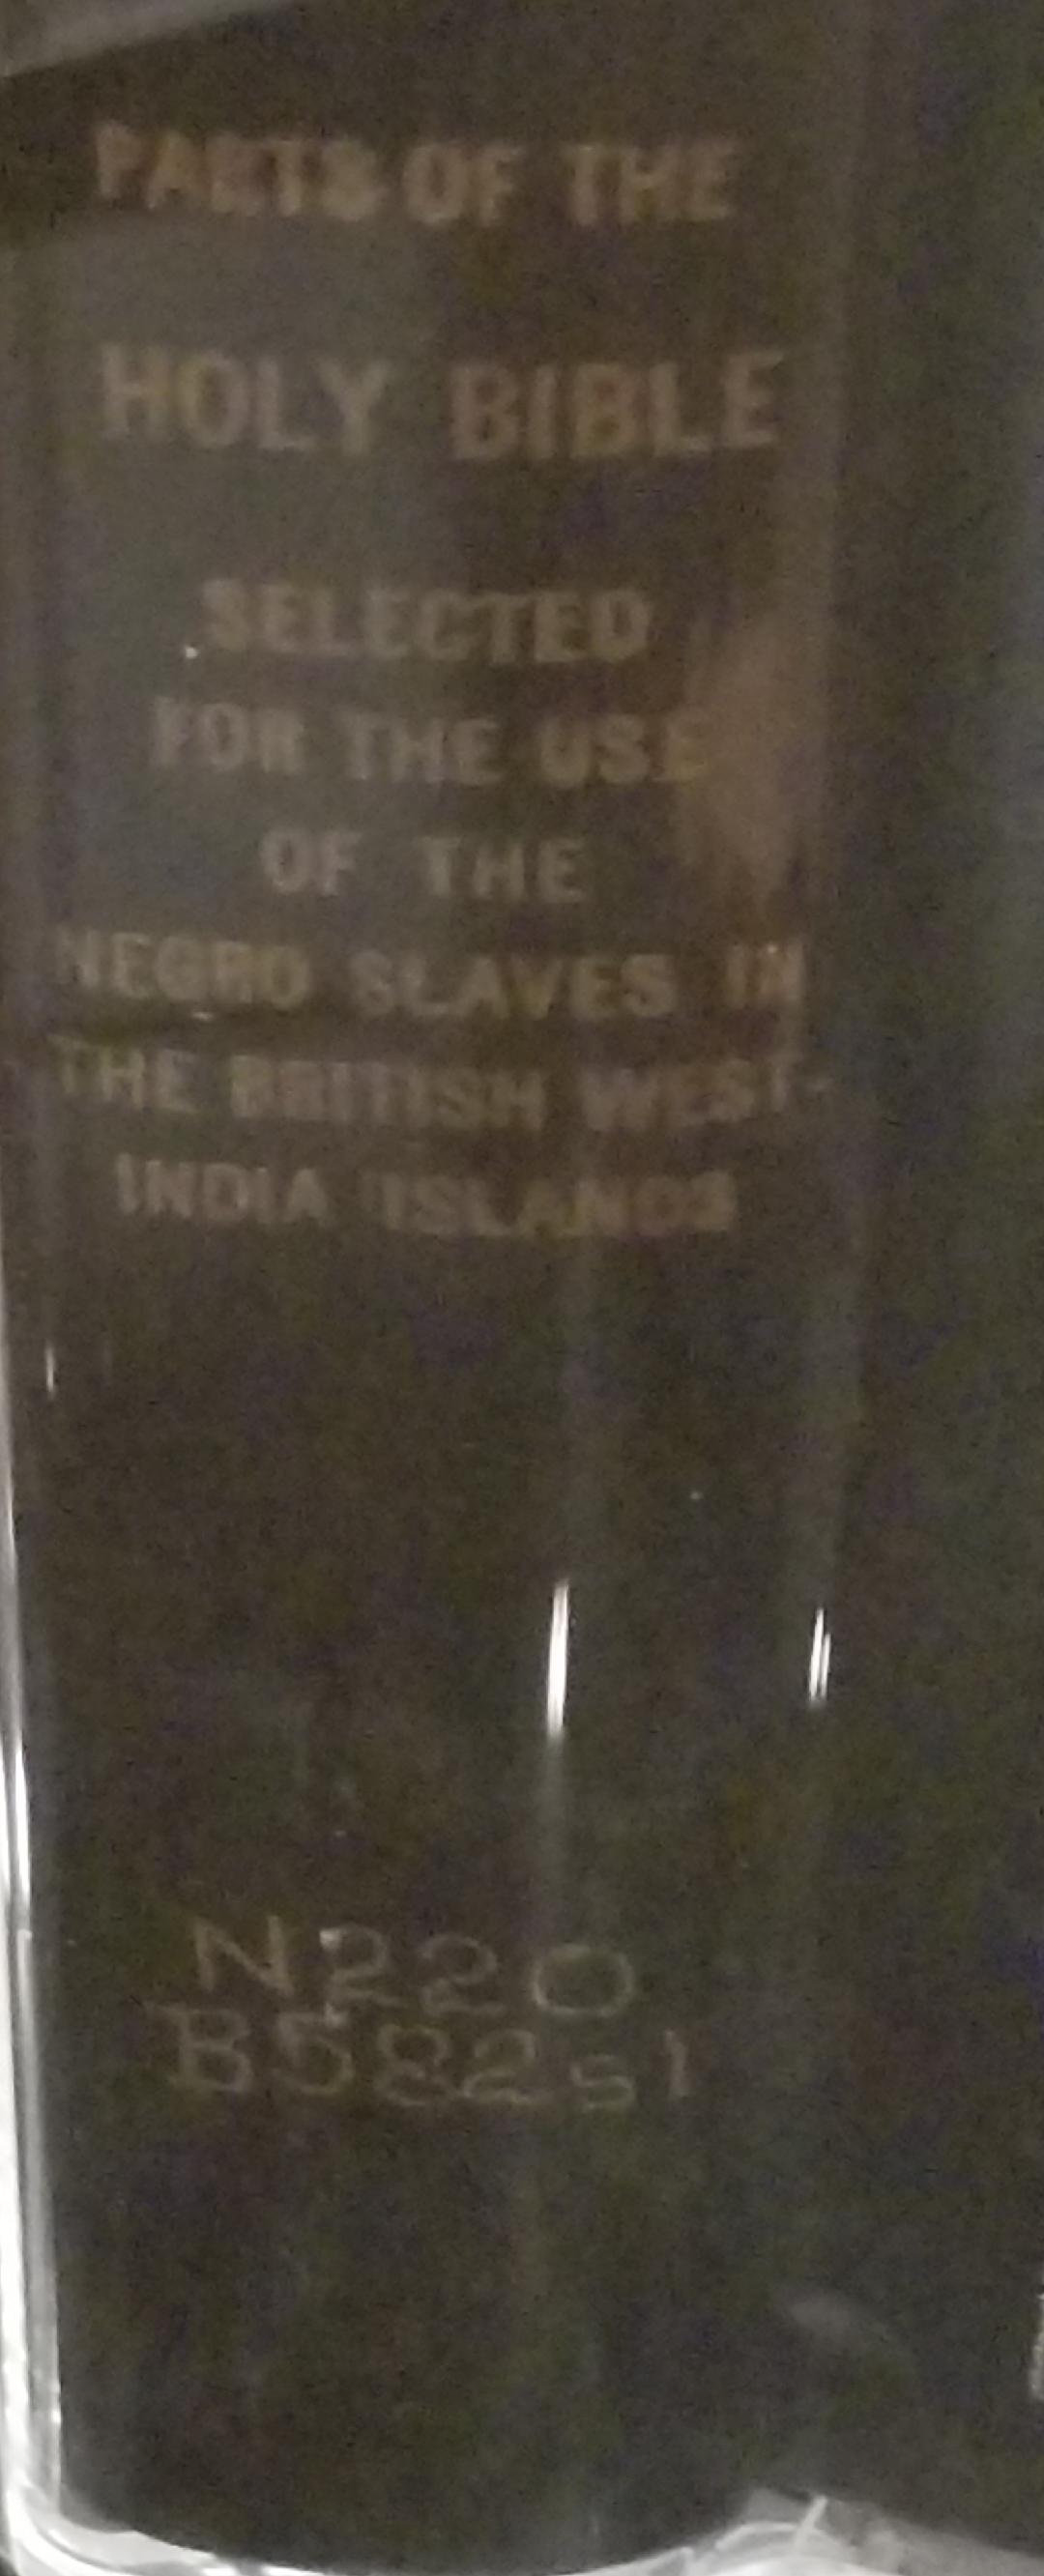 PARTS OF THE
HOLY BIBLE
SELECTED
FOR THE USE
OF THE
NEGRO SLAVES IN
THE BRITISH WEST-
INDIA ISLANDS
N220
B582s1